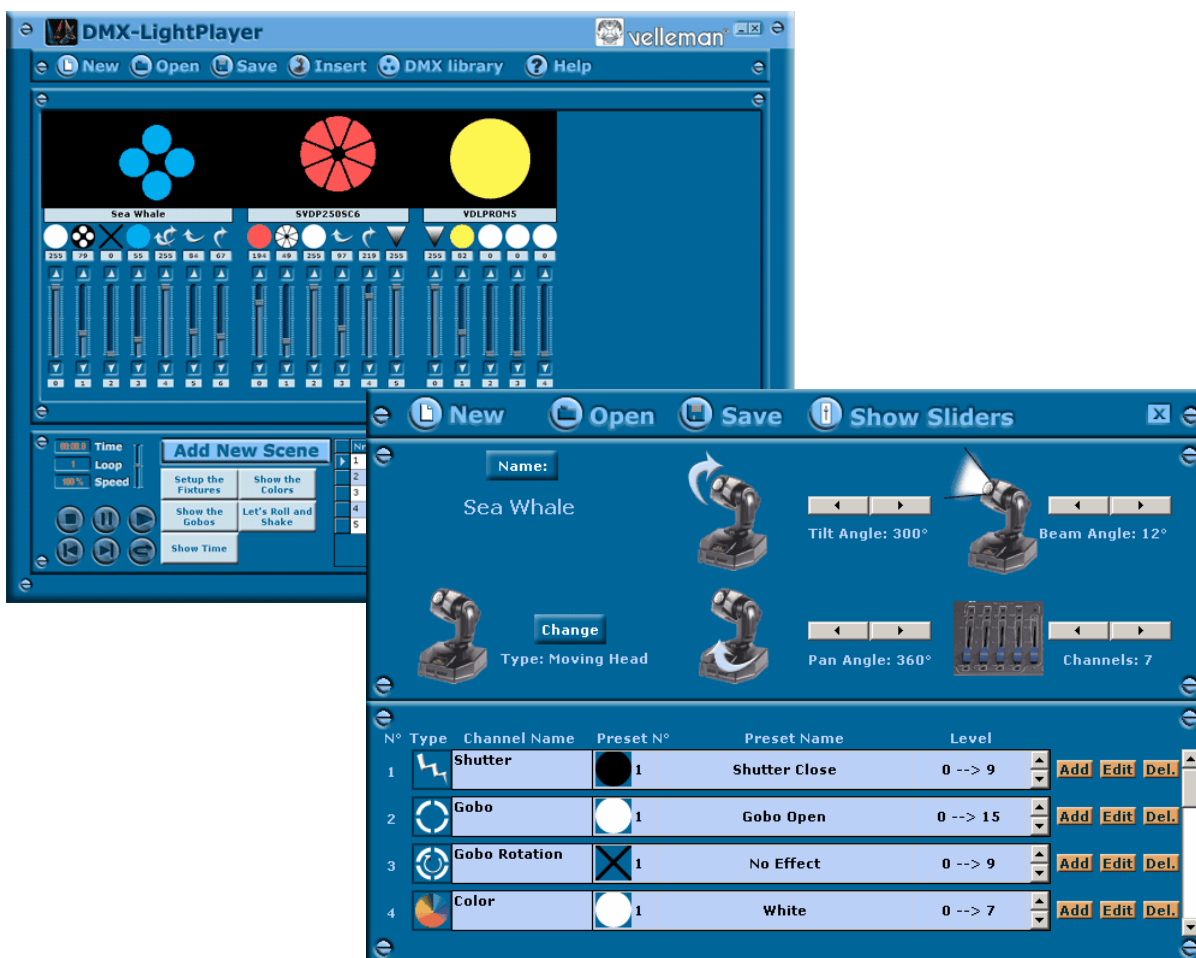 DMX-LightPlayer
velleman®
New Open Save Insert DMX library ? Help
Sea Whale SVDP250SC6 VDLPROM5
255 79 0 55 255 84 67 194 49 255 97 219 255 255 82 0 0 0
0 1 2 3 4 5 6 0 1 2 3 4 5 0 1 2 3 4
00:00.0 Time
1 Loop
100 % Speed
Add New Scene
Setup the Fixtures
Show the Colors
Show the Gobos
Let's Roll and Shake
Show Time
Nr
1
2
3
4
5
New Open Save Show Sliders X
Name:
Sea Whale
Tilt Angle: 300°
Beam Angle: 12°
Change
Type: Moving Head
Pan Angle: 360°
Channels: 7
N° Type Channel Name Preset N° Preset Name Level
1 Shutter 1 Shutter Close 0 --> 9 Add Edit Del.
2 Gobo 1 Gobo Open 0 --> 15 Add Edit Del.
3 Gobo Rotation 1 No Effect 0 --> 9 Add Edit Del.
4 Color 1 White 0 --> 7 Add Edit Del.